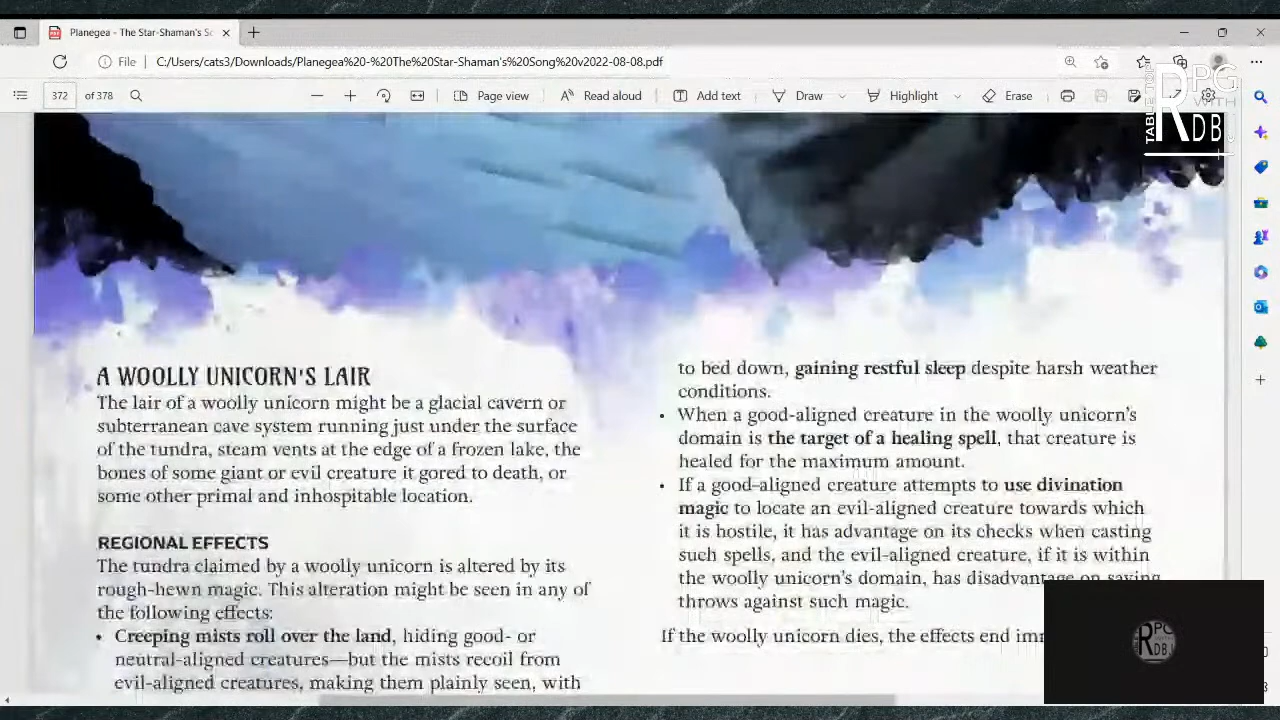 Planegea - The Star-Shaman's Sc
File
C:/Users/cats3/Downloads/Planegea%20-%20The%20Star-Shaman's%20Song%20v2022-08-08.pdf
372 of 378
Page view
Read aloud
Add text
Draw
Highlight
Erase
TABLE TOP
RPG
WITH
RDB
A WOOLLY UNICORN'S LAIR
The lair of a woolly unicorn might be a glacial cavern or
subterranean cave system running just under the surface
of the tundra, steam vents at the edge of a frozen lake, the
bones of some giant or evil creature it gored to death, or
some other primal and inhospitable location.
REGIONAL EFFECTS
The tundra claimed by a woolly unicorn is altered by its
rough-hewn magic. This alteration might be seen in any of
the following effects:
• Creeping mists roll over the land, hiding good- or
neutral-aligned creatures—but the mists recoil from
evil-aligned creatures, making them plainly seen, with
to bed down, gaining restful sleep despite harsh weather
conditions.
• When a good-aligned creature in the woolly unicorn's
domain is the target of a healing spell, that creature is
healed for the maximum amount.
• If a good-aligned creature attempts to use divination
magic to locate an evil-aligned creature towards which
it is hostile, it has advantage on its checks when casting
such spells, and the evil-aligned creature, if it is within
the woolly unicorn's domain, has disadvantage on saving
throws against such magic.
If the woolly unicorn dies, the effects end imm
RPG
RDB